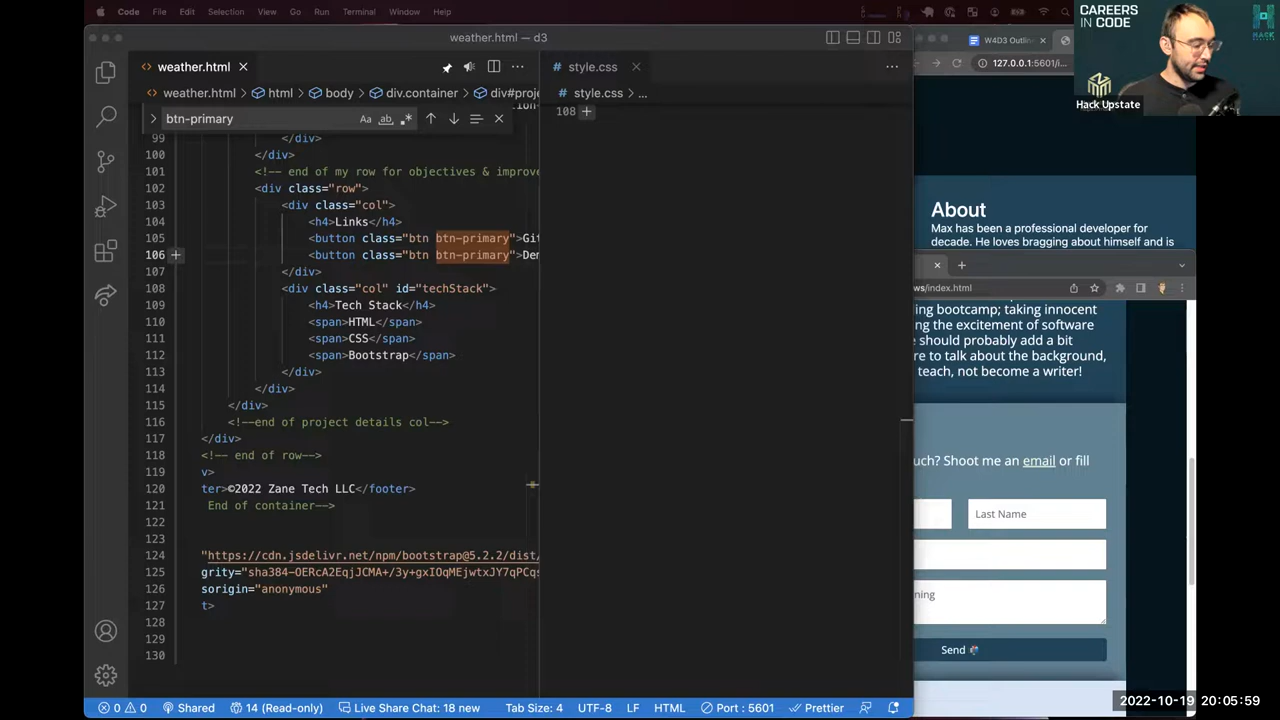 Code File Edit Selection View Go Run Terminal Window Help
weather.html — d3
weather.html
style.css
weather.html > html > body > div.container > div#proj
style.css > ...
btn-primary
Aa ab
99 </div>
100 </div>
101 <!-- end of my row for objectives & improve
102 <div class="row">
103 <div class="col">
104 <h4>Links</h4>
105 <button class="btn btn-primary">Git
106 <button class="btn btn-primary">Dem
107 </div>
108 <div class="col" id="techStack">
109 <h4>Tech Stack</h4>
110 <span>HTML</span>
111 <span>CSS</span>
112 <span>Bootstrap</span>
113 </div>
114 </div>
115 </div>
116 <!--end of project details col-->
117 </div>
118 <!-- end of row-->
119 v>
120 ter>©2022 Zane Tech LLC</footer>
121 End of container-->
122
123
124 "https://cdn.jsdelivr.net/npm/bootstrap@5.2.2/dist/
125 grity="sha384-OERcA2EqjJCMA+/3y+gxIOqMEjwtxJY7qPCqs
126 sorigin="anonymous"
127 t>
128
129
130
108
0 0 Shared 14 (Read-only) Live Share Chat: 18 new Tab Size: 4 UTF-8 LF HTML Port : 5601 Prettier
W4D3 Outlin
127.0.0.1:5601/i...
CAREERS
IN CODE
HACK
Hack Upstate
About
Max has been a professional developer for
decade. He loves bragging about himself and is
ws/index.html
ing bootcamp; taking innocent
ng the excitement of software
e should probably add a bit
re to talk about the background,
teach, not become a writer!
uch? Shoot me an email or fill
Last Name
ning
Send
2022-10-19 20:05:59